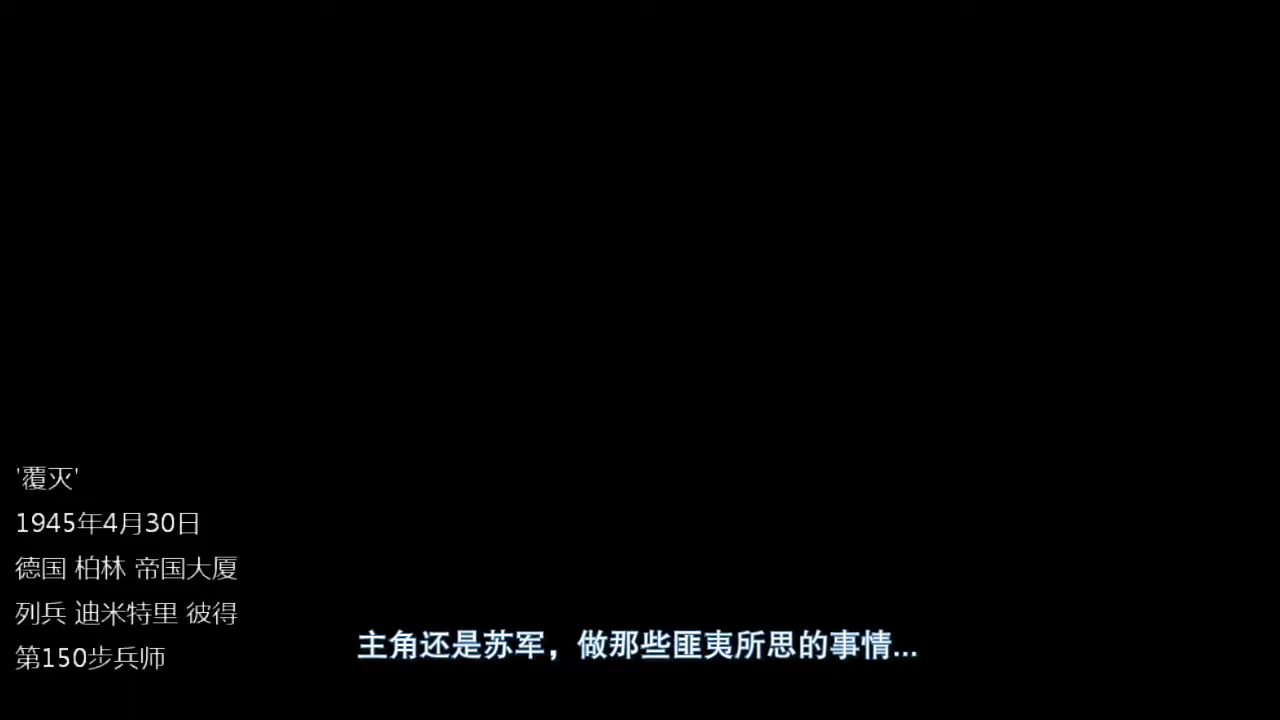 '覆灭'
1945年4月30日
德国 柏林 帝国大厦
列兵 迪米特里 彼得
第150步兵师
主角还是苏军，做那些匪夷所思的事情...